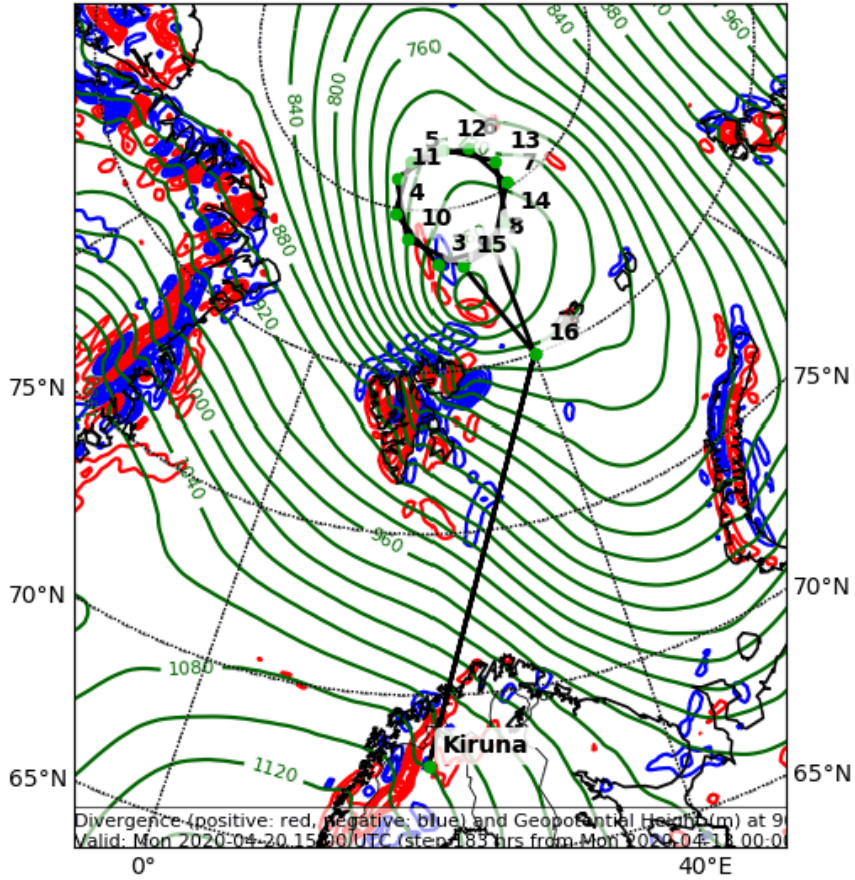 840
880
960
760
840
800
12
6
5
13
11
7
4
14
10
8
3
15
880
920
16
75°N
75°N
1000
1040
960
70°N
70°N
1080
Kiruna
1120
65°N
65°N
Divergence (positive: red, negative: blue) and Geopotential Height (m) at 9
Valid: Mon 2020-04-20 15:00 UTC (step 183 hrs from Mon 2020-04-13 00:0
0°
40°E